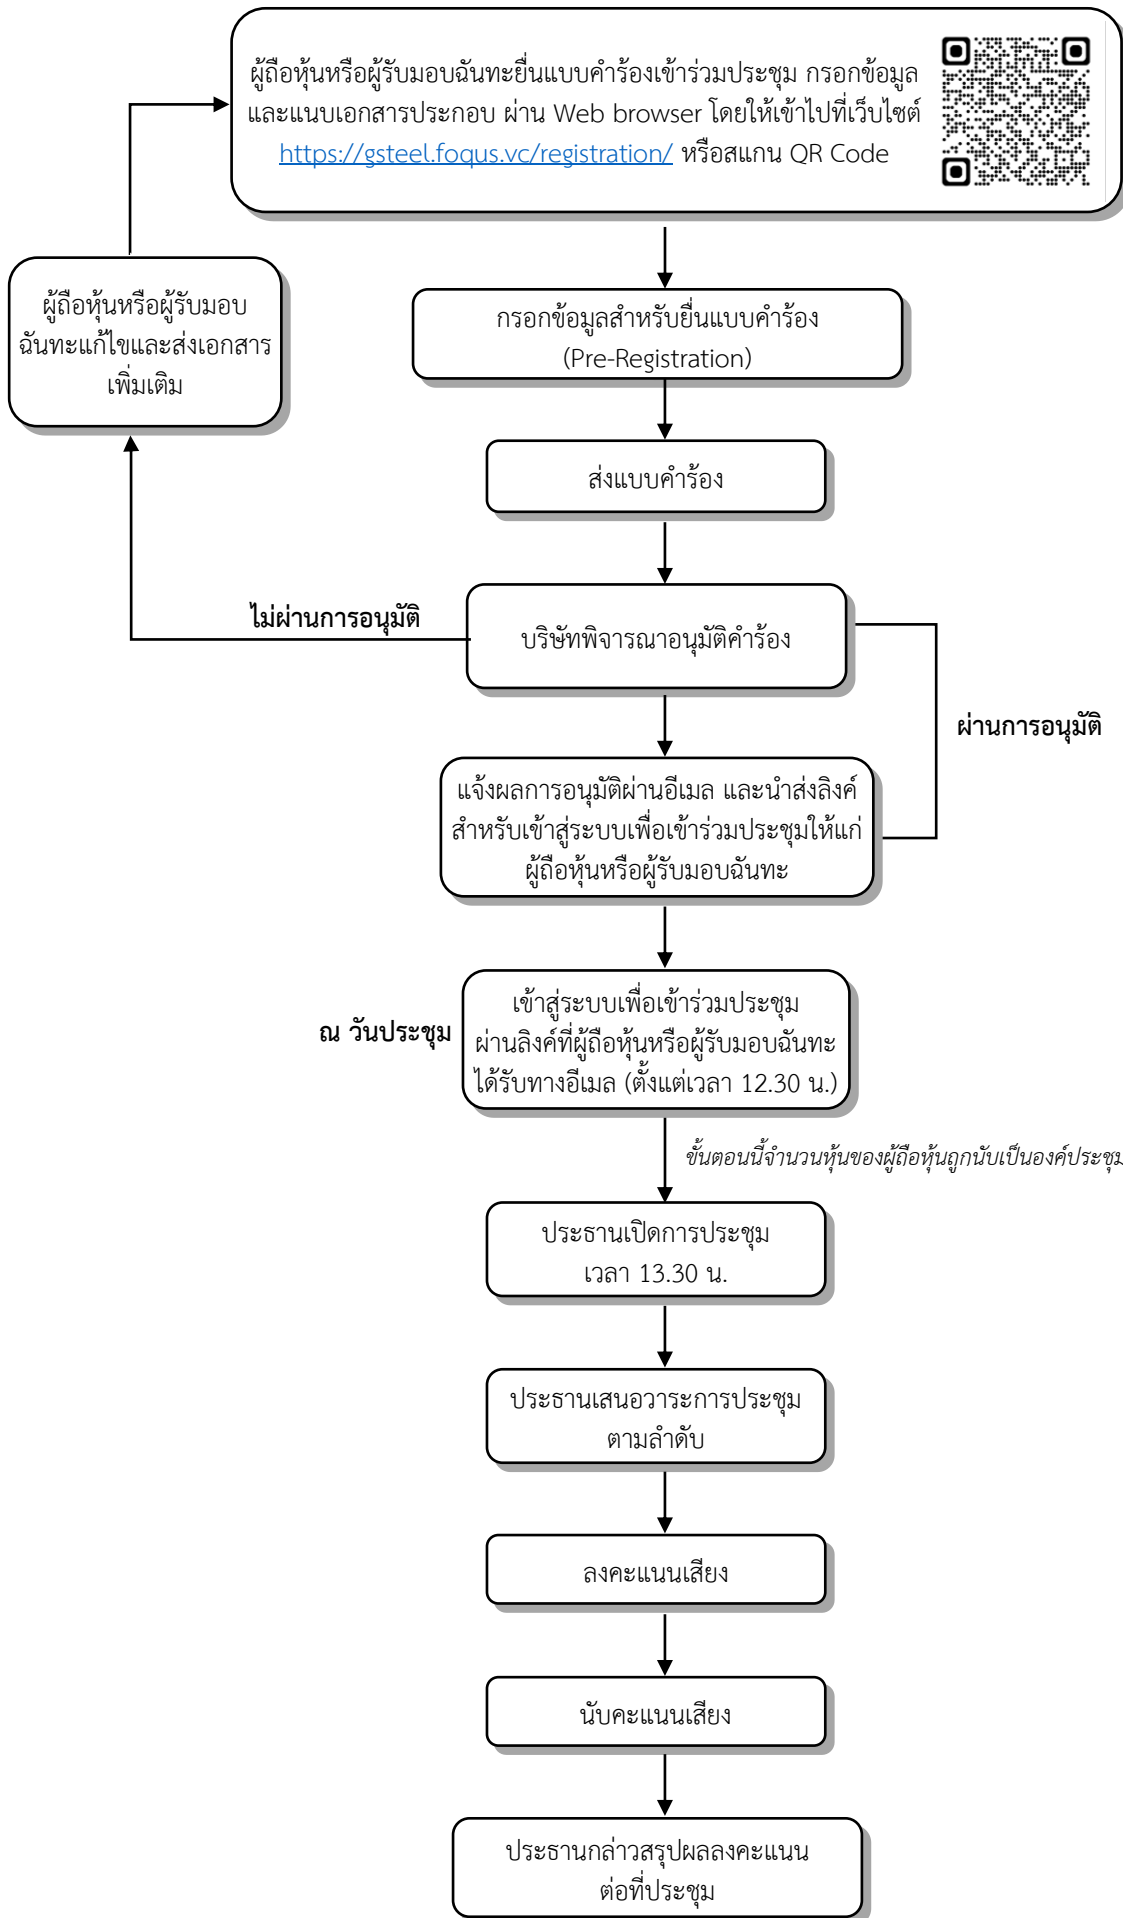 ผู้ถือหุ้นหรือผู้รับมอบฉันทะยื่นแบบคำร้องเข้าร่วมประชุม กรอกข้อมูล
และแนบเอกสารประกอบ ผ่าน Web browser โดยให้เข้าไปที่เว็บไซต์
https://gsteel.foqus.vc/registration/ หรือสแกน QR Code
ผู้ถือหุ้นหรือผู้รับมอบ
ฉันทะแก้ไขและส่งเอกสาร
เพิ่มเติม
กรอกข้อมูลสำหรับยื่นแบบคำร้อง
(Pre-Registration)
ส่งแบบคำร้อง
ไม่ผ่านการอนุมัติ
บริษัทพิจารณาอนุมัติคำร้อง
ผ่านการอนุมัติ
แจ้งผลการอนุมัติผ่านอีเมล และนำส่งลิงค์
สำหรับเข้าสู่ระบบเพื่อเข้าร่วมประชุมให้แก่
ผู้ถือหุ้นหรือผู้รับมอบฉันทะ
ณ วันประชุม
เข้าสู่ระบบเพื่อเข้าร่วมประชุม
ผ่านลิงค์ที่ผู้ถือหุ้นหรือผู้รับมอบฉันทะ
ได้รับทางอีเมล (ตั้งแต่เวลา 12.30 น.)
ขั้นตอนนี้จำนวนหุ้นของผู้ถือหุ้นถูกนับเป็นองค์ประชุม
ประธานเปิดการประชุม
เวลา 13.30 น.
ประธานเสนอวาระการประชุม
ตามลำดับ
ลงคะแนนเสียง
นับคะแนนเสียง
ประธานกล่าวสรุปผลลงคะแนน
ต่อที่ประชุม